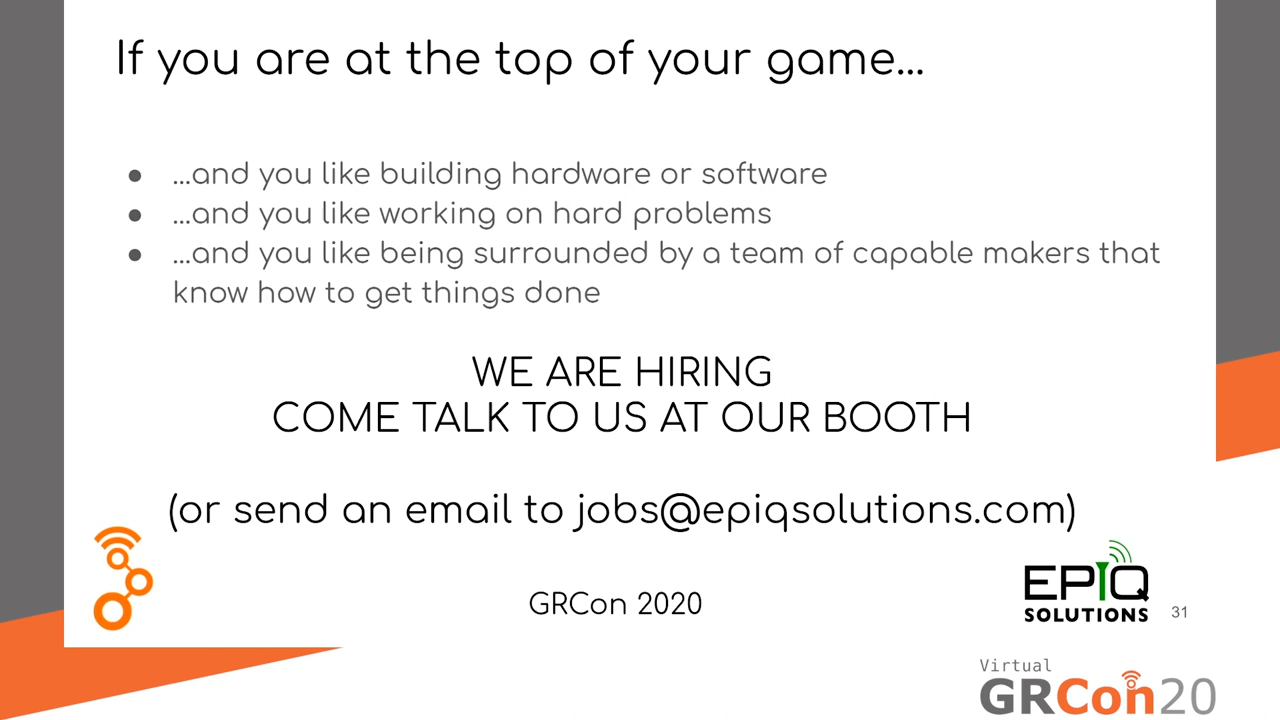 If you are at the top of your game...
● ...and you like building hardware or software
● ...and you like working on hard problems
● ...and you like being surrounded by a team of capable makers that
know how to get things done
WE ARE HIRING
COME TALK TO US AT OUR BOOTH
(or send an email to jobs@epiqsolutions.com)
GRCon 2020
EPIQ
SOLUTIONS
31
Virtual
GRCon20